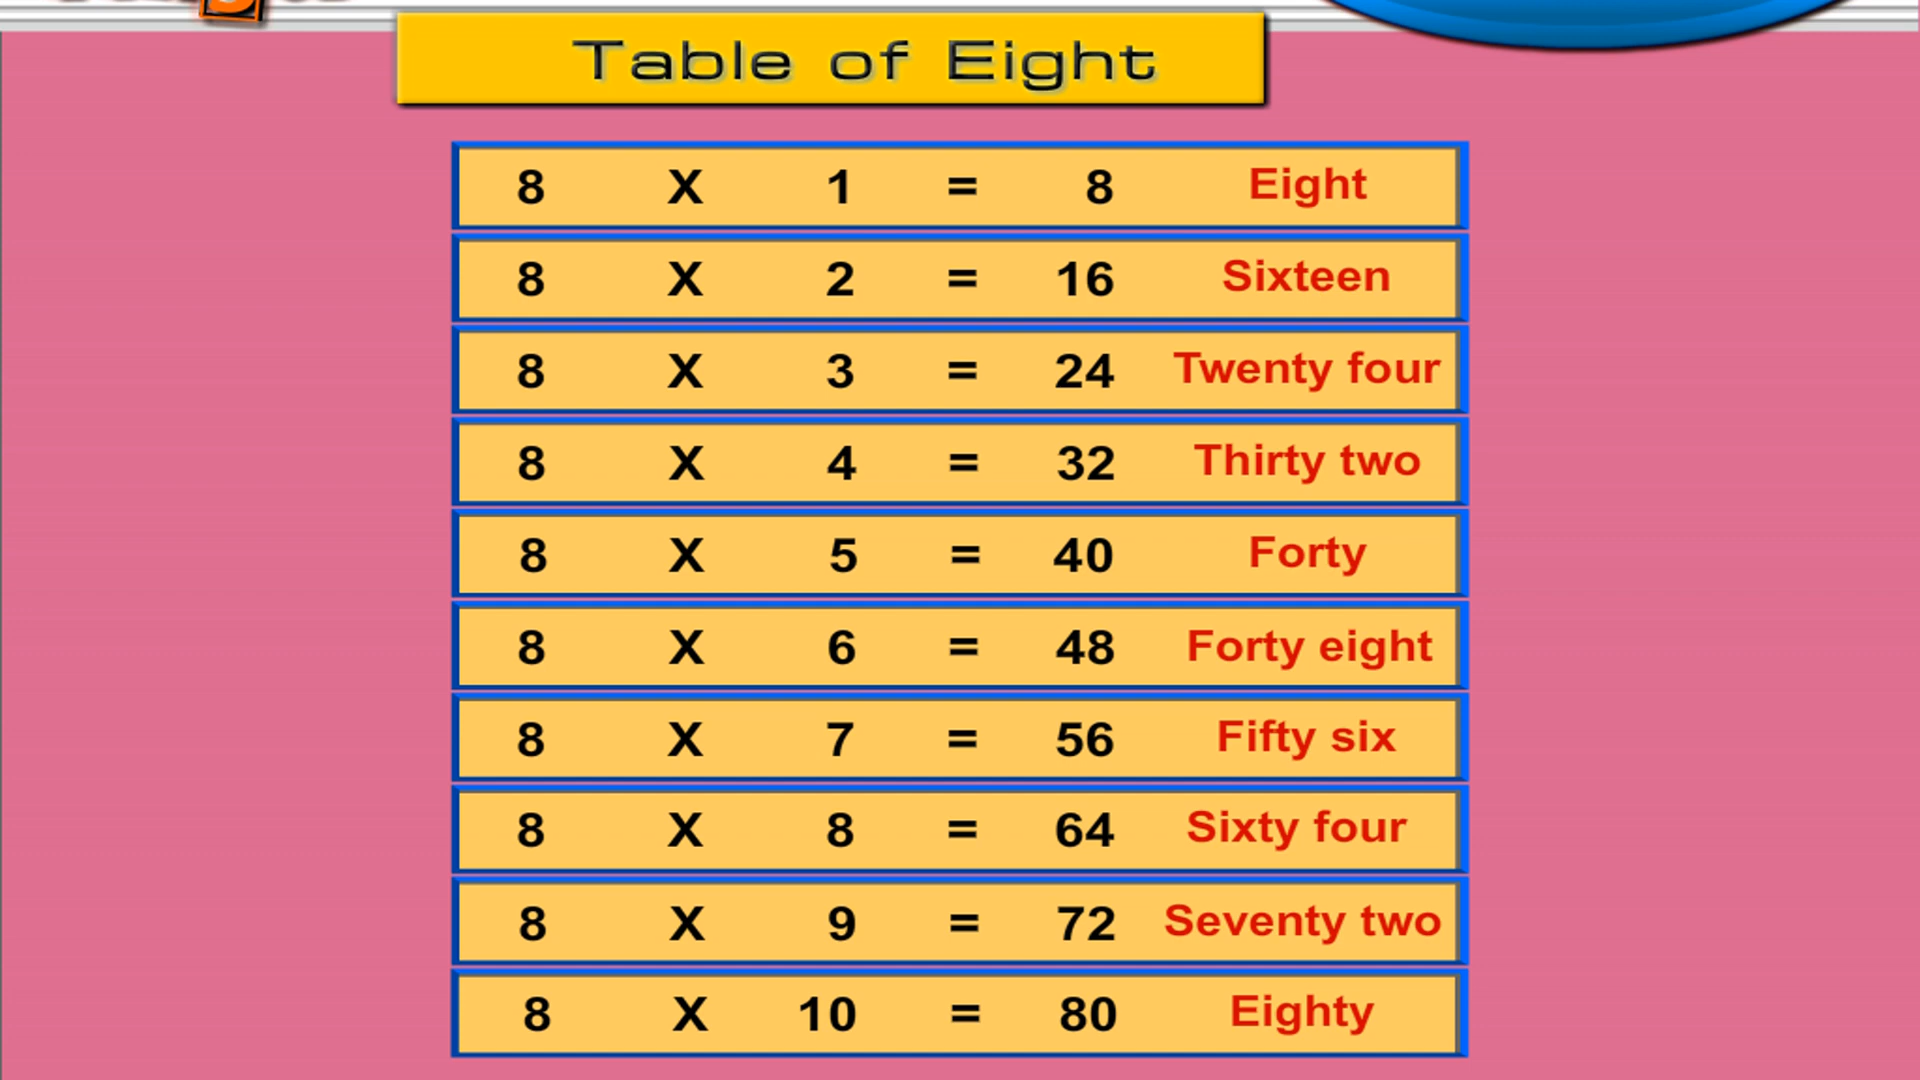 Table of Eight
8 X 1 = 8 Eight
8 X 2 = 16 Sixteen
8 X 3 = 24 Twenty four
8 X 4 = 32 Thirty two
8 X 5 = 40 Forty
8 X 6 = 48 Forty eight
8 X 7 = 56 Fifty six
8 X 8 = 64 Sixty four
8 X 9 = 72 Seventy two
8 X 10 = 80 Eighty